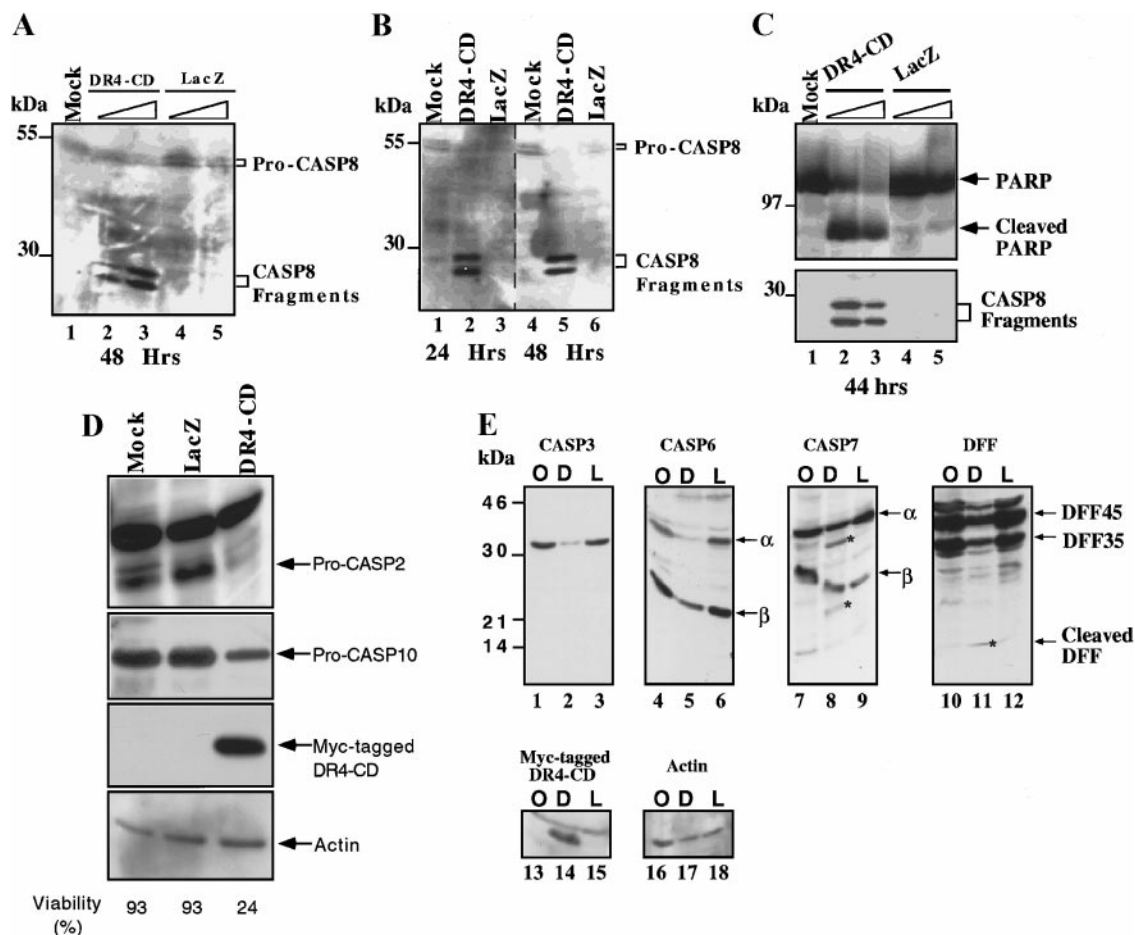 A
Mock
DR4-CD
LacZ
kDa
55
30
Pro-CASP8
CASP8
Fragments
1 2 3 4 5
48 Hrs
B
kDa
Mock
DR4-CD
LacZ
Mock
DR4-CD
LacZ
55
30
Pro-CASP8
CASP8
Fragments
1 2 3 4 5 6
24 Hrs 48 Hrs
C
Mock
DR4-CD
LacZ
kDa
97
30
PARP
Cleaved
PARP
CASP8
Fragments
1 2 3 4 5
44 hrs
D
Mock
LacZ
DR4-CD
Pro-CASP2
Pro-CASP10
Myc-tagged
DR4-CD
Actin
Viability
(%)
93 93 24
E
CASP3 CASP6 CASP7 DFF
kDa
O D L O D L O D L O D L
46
30
21
14
α
β
α
*
β
*
DFF45
DFF35
Cleaved
DFF
*
1 2 3 4 5 6 7 8 9 10 11 12
Myc-tagged
DR4-CD
Actin
O D L O D L
13 14 15 16 17 18